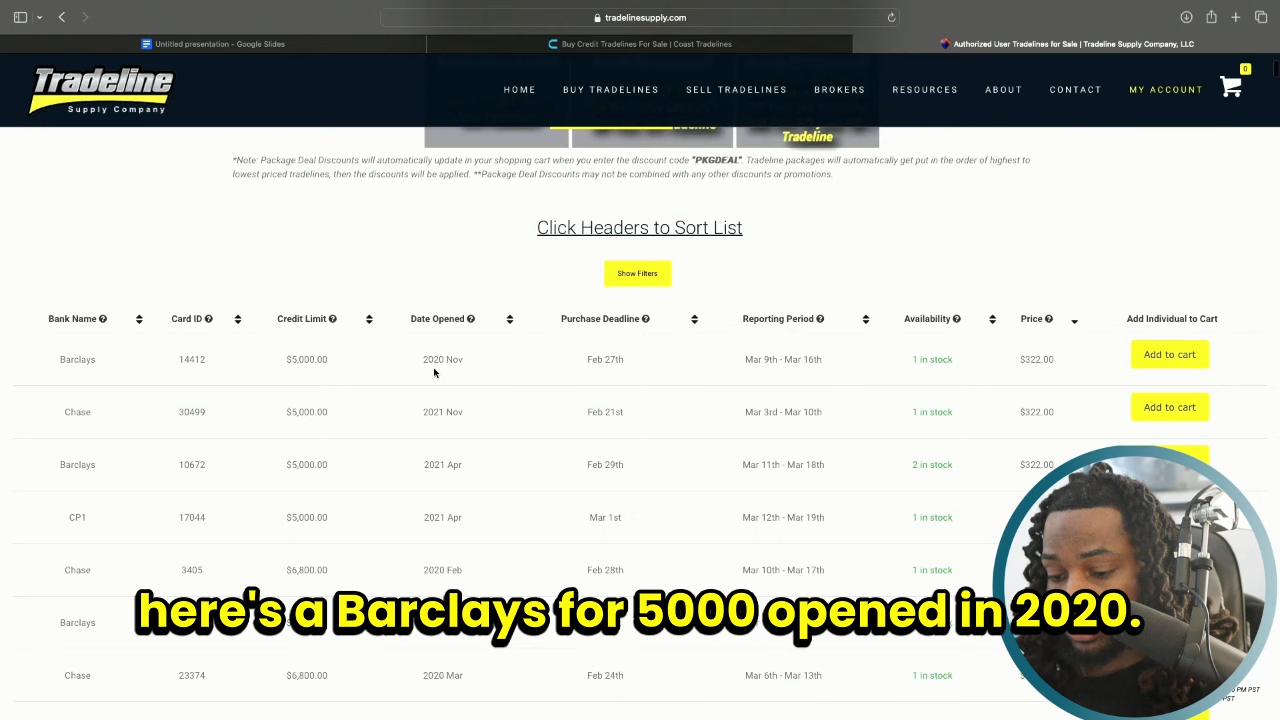 tradelinesupply.com
Untitled presentation - Google Slides
Buy Credit Tradelines For Sale | Coast Tradelines
Authorized User Tradelines for Sale | Tradeline Supply Company, LLC
Tradeline
Supply Company
HOME BUY TRADELINES SELL TRADELINES BROKERS RESOURCES ABOUT CONTACT MY ACCOUNT 0
Tradeline
*Note: Package Deal Discounts will automatically update in your shopping cart when you enter the discount code "PKGDEAL". Tradeline packages will automatically get put in the order of highest to
lowest priced tradelines, then the discounts will be applied. **Package Deal Discounts may not be combined with any other discounts or promotions.
Click Headers to Sort List
Show Filters
Bank Name Card ID Credit Limit Date Opened Purchase Deadline Reporting Period Availability Price Add Individual to Cart
Barclays 14412 $5,000.00 2020 Nov Feb 27th Mar 9th - Mar 16th 1 in stock $322.00 Add to cart
Chase 30499 $5,000.00 2021 Nov Feb 21st Mar 3rd - Mar 10th 1 in stock $322.00 Add to cart
Barclays 10672 $5,000.00 2021 Apr Feb 29th Mar 11th - Mar 18th 2 in stock $322.00
CP1 17044 $5,000.00 2021 Apr Mar 1st Mar 12th - Mar 19th 1 in stock
Chase 3405 $6,800.00 2020 Feb Feb 28th Mar 10th - Mar 17th 1 in stock
here's a Barclays for 5000 opened in 2020.
Barclays
Chase 23374 $6,800.00 2020 Mar Feb 24th Mar 6th - Mar 13th 1 in stock
PM PST
PST